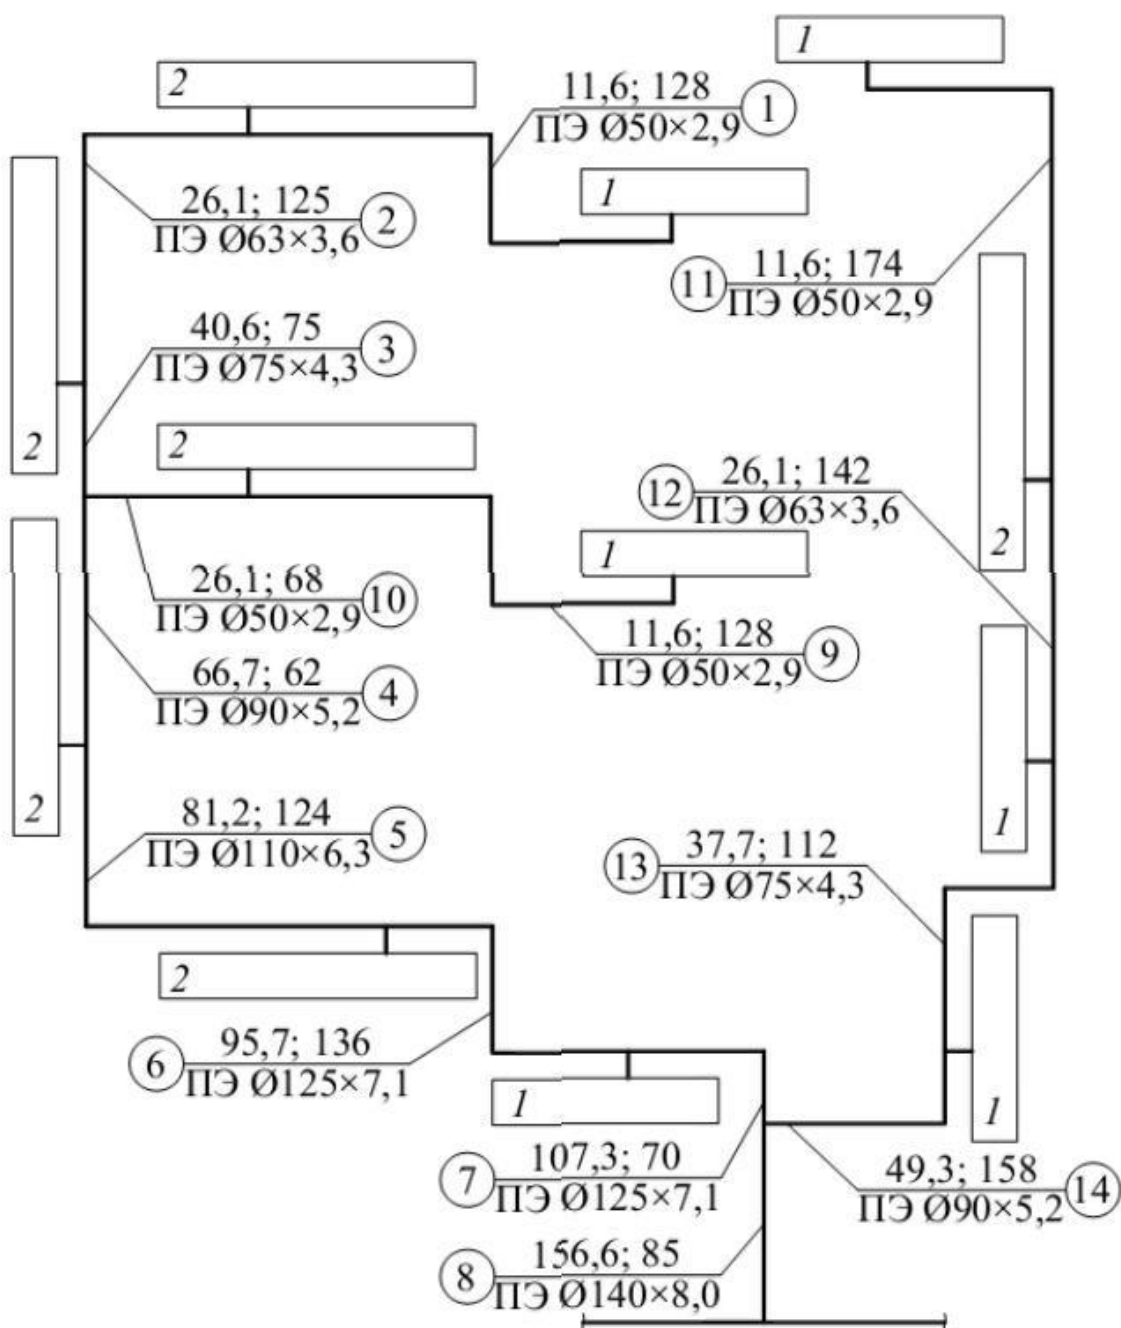 1
2
11,6; 128
ПЭ Ø50×2,9
1
1
26,1; 125
ПЭ Ø63×3,6
2
11,6; 174
ПЭ Ø50×2,9
11
40,6; 75
ПЭ Ø75×4,3
3
2
2
26,1; 142
ПЭ Ø63×3,6
12
2
1
26,1; 68
ПЭ Ø50×2,9
10
11,6; 128
ПЭ Ø50×2,9
9
66,7; 62
ПЭ Ø90×5,2
4
2
81,2; 124
ПЭ Ø110×6,3
5
1
37,7; 112
ПЭ Ø75×4,3
13
2
95,7; 136
ПЭ Ø125×7,1
6
1
1
107,3; 70
ПЭ Ø125×7,1
7
49,3; 158
ПЭ Ø90×5,2
14
156,6; 85
ПЭ Ø140×8,0
8